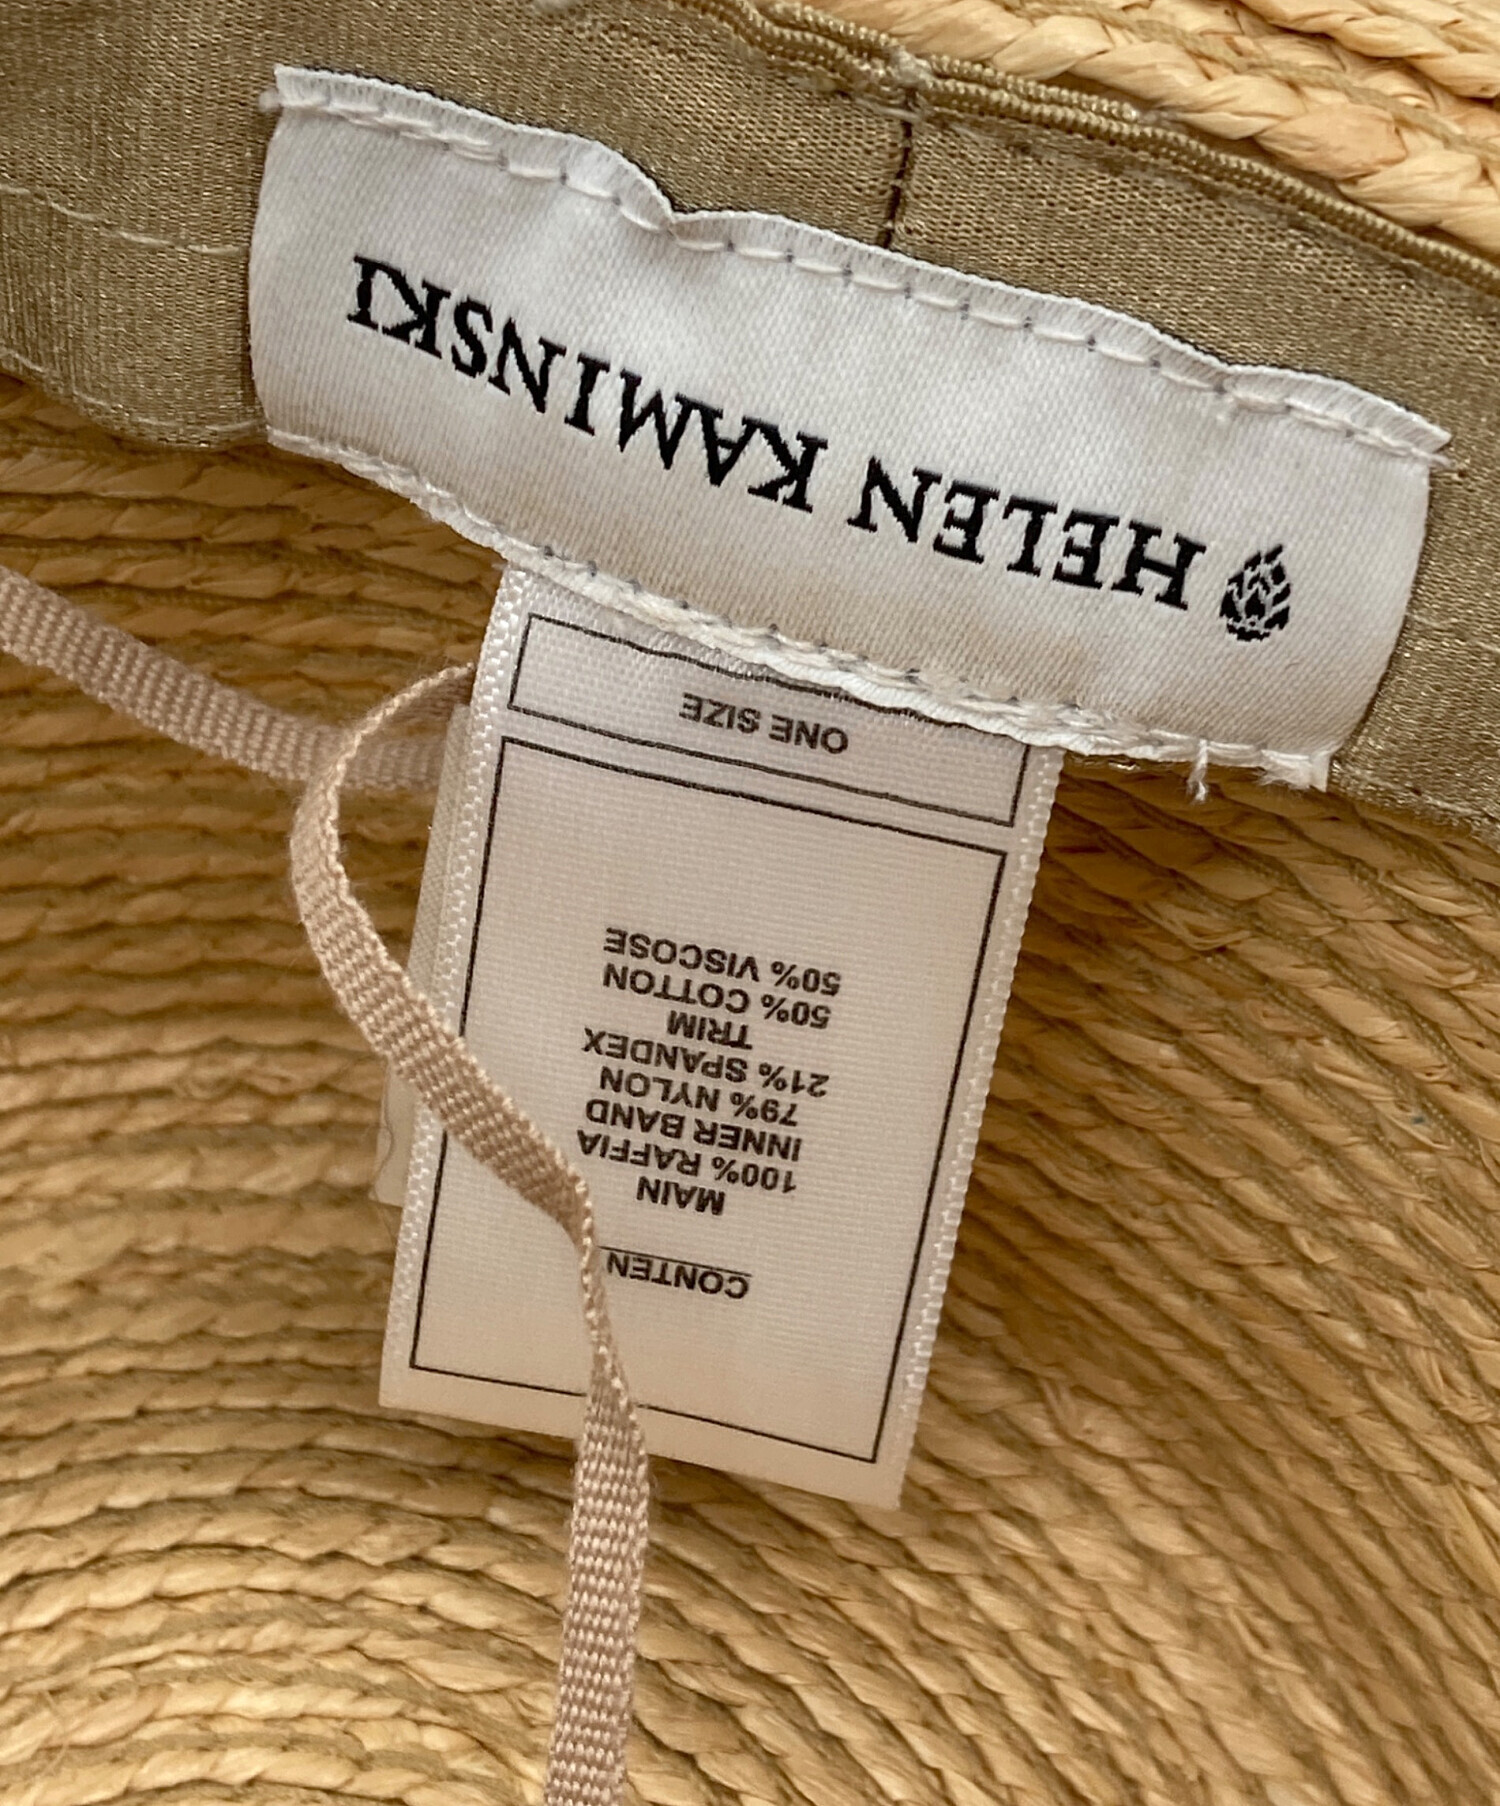 HELEN KAMINSKI
CONTEN
MAIN
100% RAFFIA
INNER BAND
79% NYLON
21% SPANDEX
TRIM
50% COTTON
50% VISCOSE
ONE SIZE